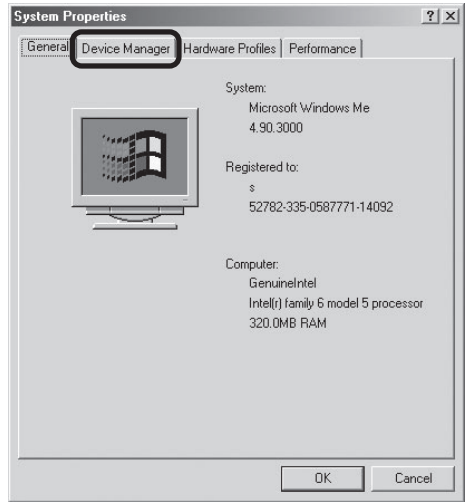 System Properties
General Device Manager Hardware Profiles Performance
System:
Microsoft Windows Me
4.90.3000
Registered to:
s
52782-335-0587771-14092
Computer:
GenuineIntel
Intel(r) family 6 model 5 processor
320.0MB RAM
OK Cancel